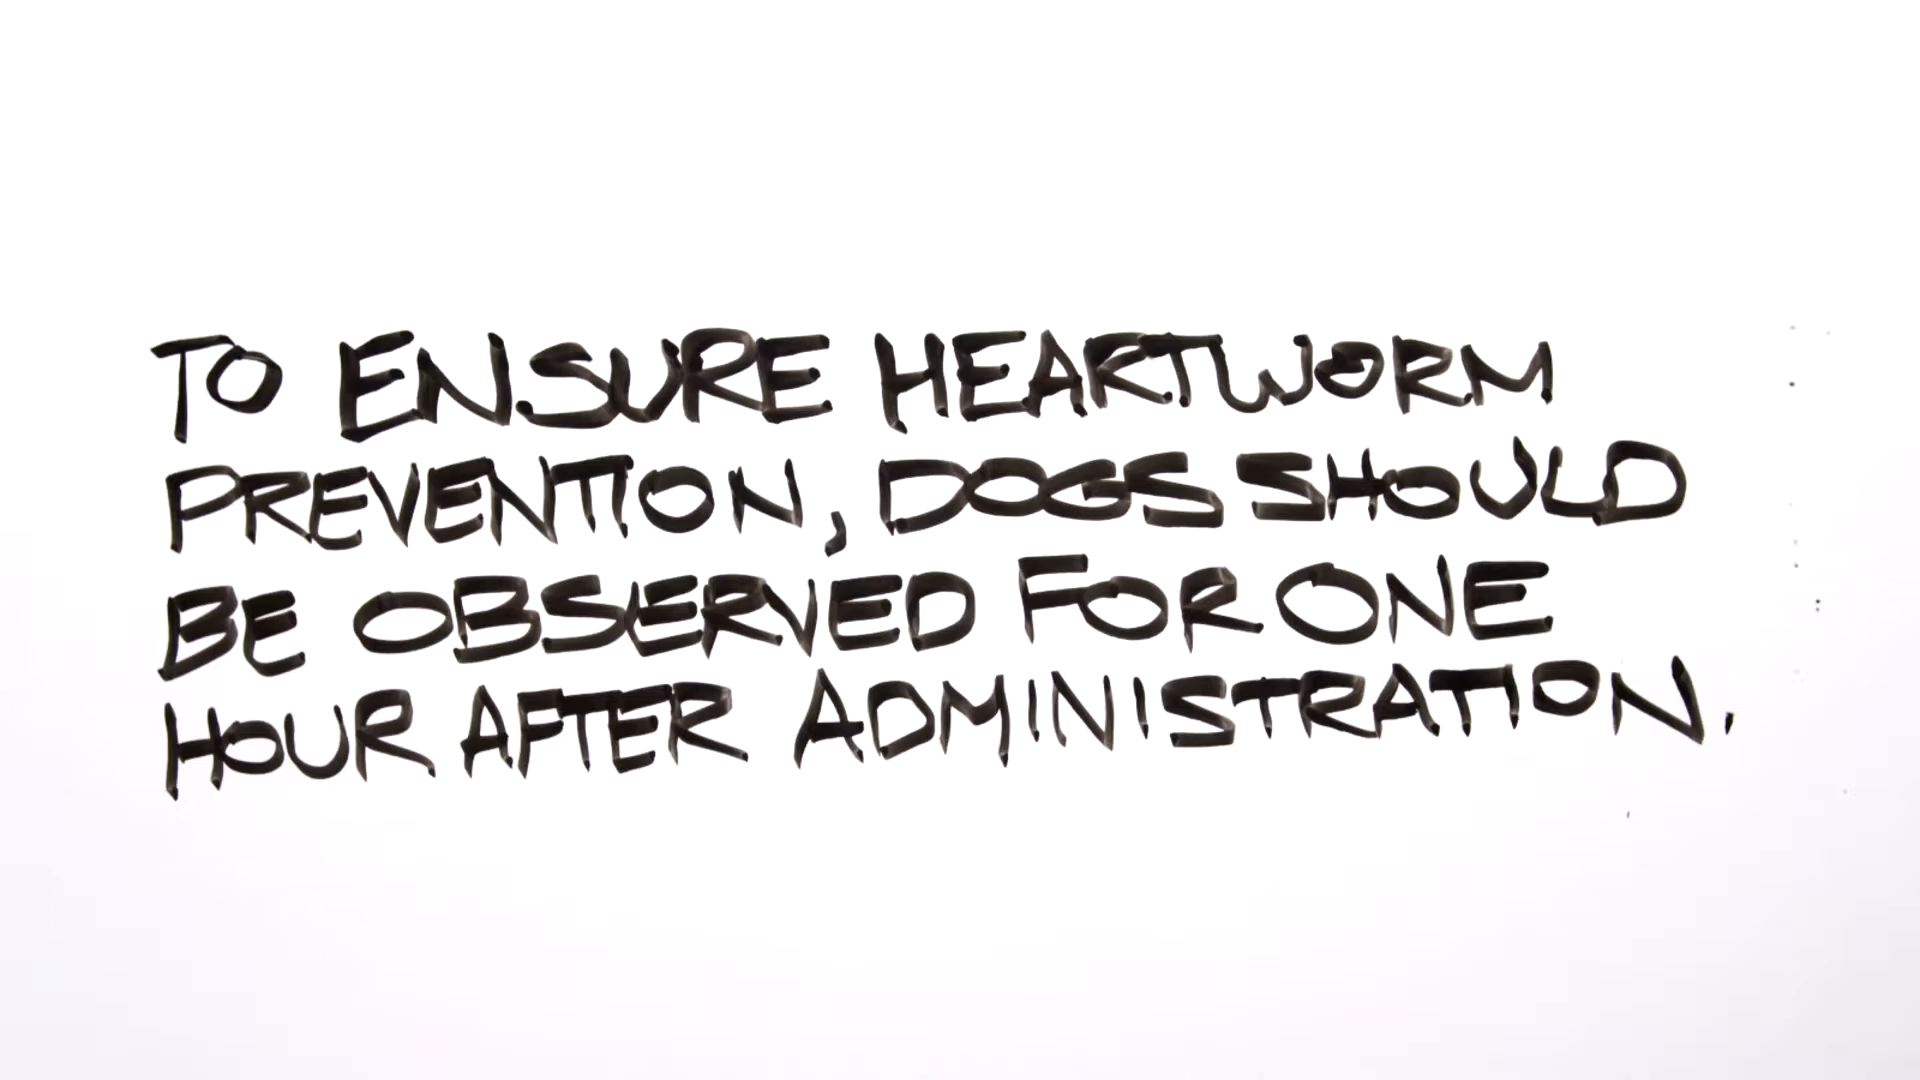 TO ENSURE HEARTWORM
PREVENTION, DOGS SHOULD
BE OBSERVED FOR ONE
HOUR AFTER ADMINISTRATION.